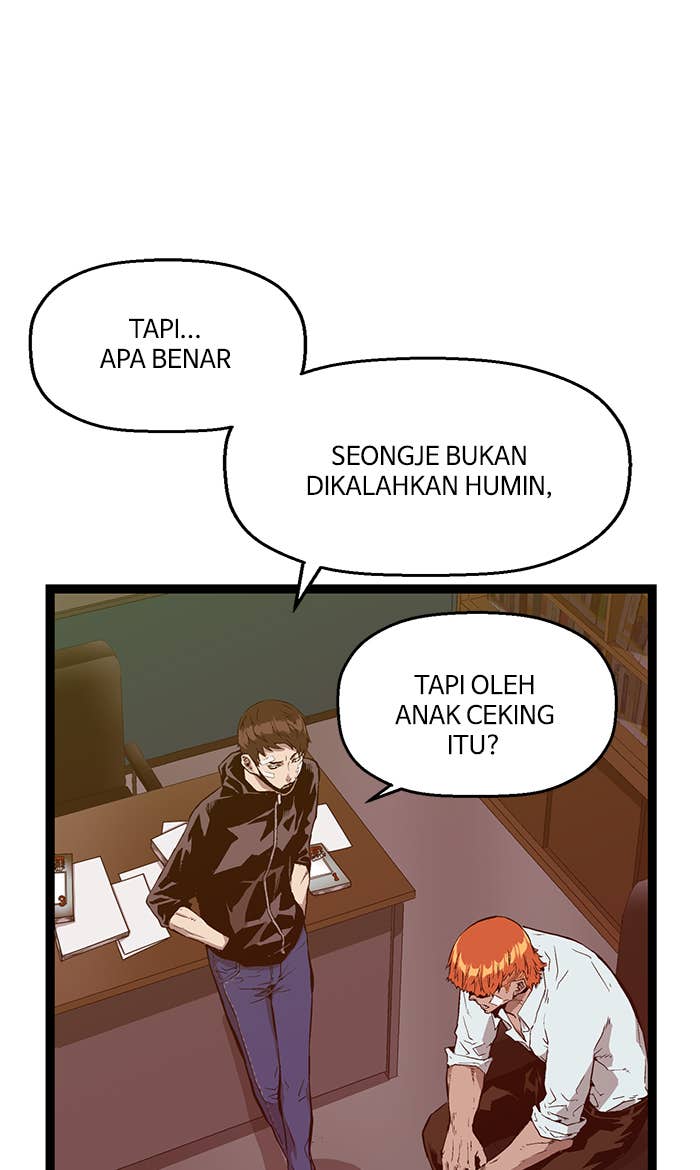 TAPI...
APA BENAR
SEONGJE BUKAN
DIKALAHKAN HUMIN,
TAPI OLEH
ANAK CEKING
ITU?